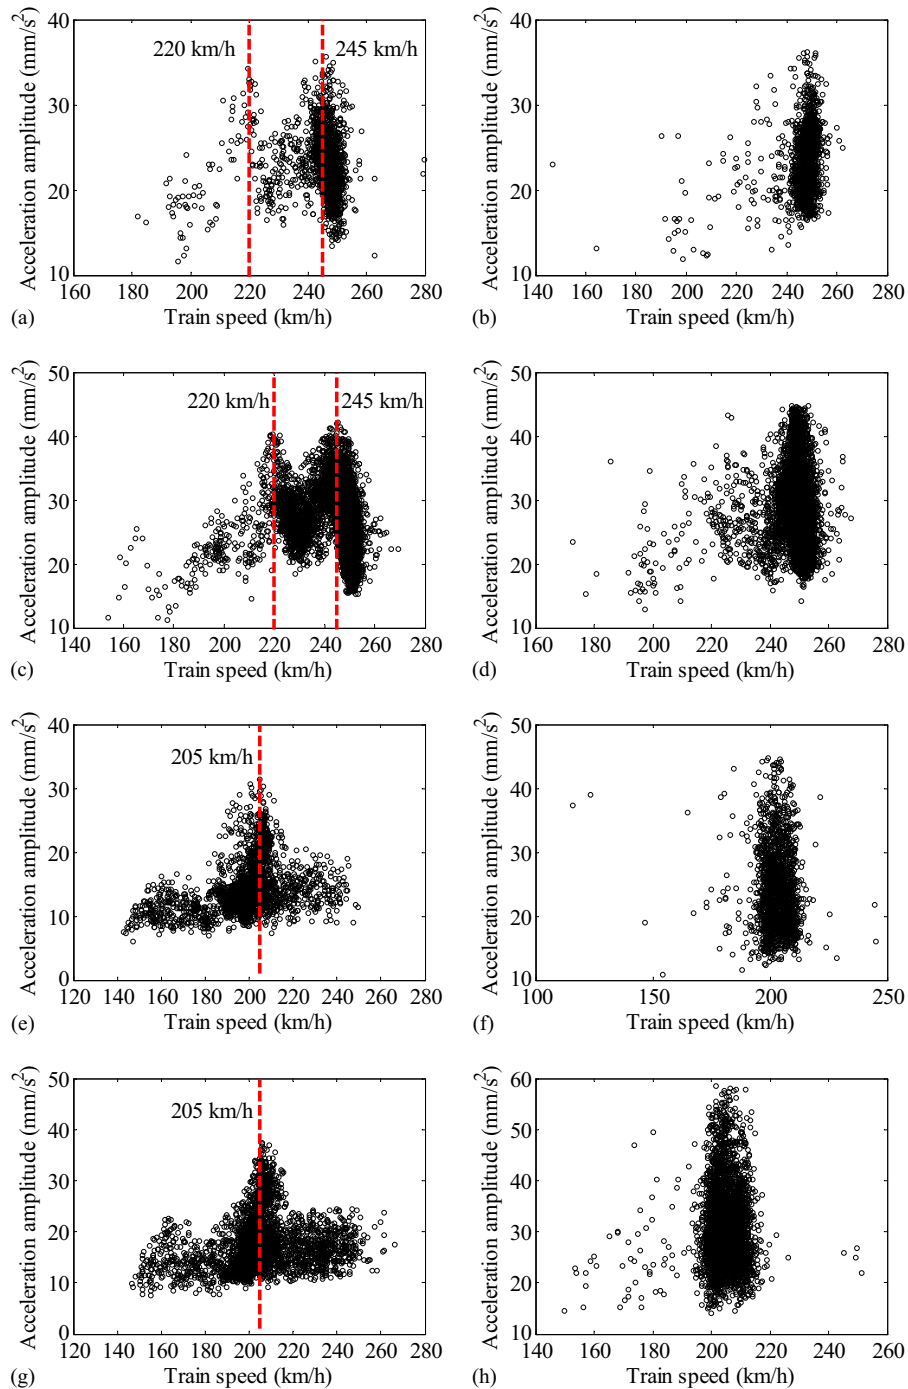 Acceleration amplitude (mm/s²)
40
30
20
10
220 km/h
245 km/h
160 180 200 220 240 260 280
(a)
Train speed (km/h)
Acceleration amplitude (mm/s²)
40
30
20
10
140 160 180 200 220 240 260 280
(b)
Train speed (km/h)
Acceleration amplitude (mm/s²)
50
40
30
20
10
220 km/h
245 km/h
140 160 180 200 220 240 260 280
(c)
Train speed (km/h)
Acceleration amplitude (mm/s²)
50
40
30
20
10
160 180 200 220 240 260 280
(d)
Train speed (km/h)
Acceleration amplitude (mm/s²)
40
30
20
10
0
205 km/h
120 140 160 180 200 220 240 260 280
(e)
Train speed (km/h)
Acceleration amplitude (mm/s²)
50
40
30
20
10
100 150 200 250
(f)
Train speed (km/h)
Acceleration amplitude (mm/s²)
50
40
30
20
10
0
205 km/h
120 140 160 180 200 220 240 260 280
(g)
Train speed (km/h)
Acceleration amplitude (mm/s²)
60
50
40
30
20
10
140 160 180 200 220 240 260
(h)
Train speed (km/h)